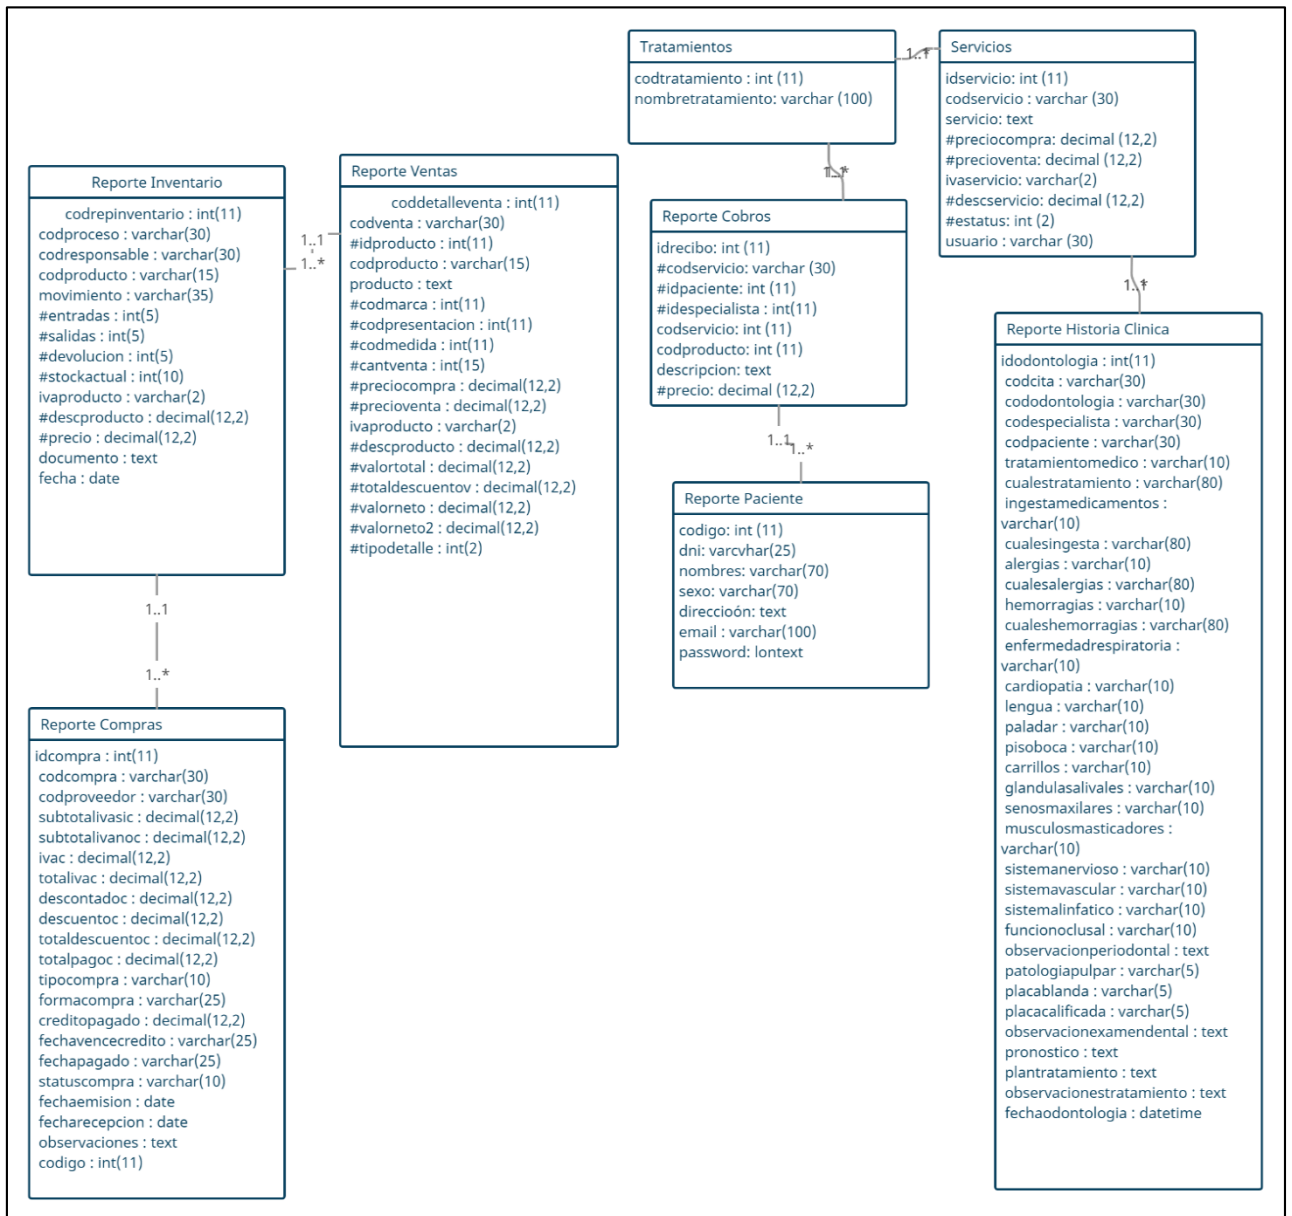 Tratamientos
codtratamiento : int (11)
nombretratamiento: varchar (100)
1..1
1..*
Servicios
idservicio: int (11)
codservicio : varchar (30)
servicio: text
#preciocompra: decimal (12,2)
#precioventa: decimal (12,2)
ivaservicio: varchar(2)
#descservicio: decimal (12,2)
#estatus: int (2)
usuario : varchar (30)
Reporte Inventario
codrepinventario : int(11)
codproceso : varchar(30)
codresponsable : varchar(30)
codproducto : varchar(15)
movimiento : varchar(35)
#entradas : int(5)
#salidas : int(5)
#devolucion : int(5)
#stockactual : int(10)
ivaproducto : varchar(2)
#descproducto : decimal(12,2)
#precio : decimal(12,2)
documento : text
fecha : date
1..1
1..*
Reporte Ventas
coddetalleventa : int(11)
codventa : varchar(30)
#idproducto : int(11)
codproducto : varchar(15)
producto : text
#codmarca : int(11)
#codpresentacion : int(11)
#codmedida : int(11)
#cantventa : int(15)
#preciocompra : decimal(12,2)
#precioventa : decimal(12,2)
ivaproducto : varchar(2)
#descproducto : decimal(12,2)
#valortotal : decimal(12,2)
#totaldescuentov : decimal(12,2)
#valorneto : decimal(12,2)
#valorneto2 : decimal(12,2)
#tipodetalle : int(2)
1..1
1..*
Reporte Cobros
idrecibo: int (11)
#codservicio: varchar (30)
#idpaciente: int (11)
#idespecialista : int(11)
codservicio: int (11)
codproducto: int (11)
descripcion: text
#precio: decimal (12,2)
1..1
1..*
Reporte Paciente
codigo: int (11)
dni: varcvhar(25)
nombres: varchar(70)
sexo: varchar(70)
direccioón: text
email : varchar(100)
password: lontext
1..1
1..*
Reporte Historia Clinica
idodontologia : int(11)
codcita : varchar(30)
cododontologia : varchar(30)
codespecialista : varchar(30)
codpaciente : varchar(30)
tratamientomedico : varchar(10)
cualestratamiento : varchar(80)
ingestamedicamentos :
varchar(10)
cualesingesta : varchar(80)
alergias : varchar(10)
cualesalergias : varchar(80)
hemorragias : varchar(10)
cualeshemorragias : varchar(80)
enfermedadrespiratoria :
varchar(10)
cardiopatia : varchar(10)
lengua : varchar(10)
paladar : varchar(10)
pisoboca : varchar(10)
carrillos : varchar(10)
glandulasalivales : varchar(10)
senosmaxilares : varchar(10)
musculosmasticadores :
varchar(10)
sistemanervioso : varchar(10)
sistemavascular : varchar(10)
sistemalinfatico : varchar(10)
funcionoclusal : varchar(10)
observacionperiodontal : text
patologiapulpar : varchar(5)
placablanda : varchar(5)
placacalificada : varchar(5)
observacionexamendental : text
pronostico : text
plantratamiento : text
observacionestratamiento : text
fechaodontologia : datetime
1..1
1..*
Reporte Compras
idcompra : int(11)
codcompra : varchar(30)
codproveedor : varchar(30)
subtotalivasic : decimal(12,2)
subtotalivanoc : decimal(12,2)
ivac : decimal(12,2)
totalivac : decimal(12,2)
descontadoc : decimal(12,2)
descuentoc : decimal(12,2)
totaldescuentoc : decimal(12,2)
totalpagoc : decimal(12,2)
tipocompra : varchar(10)
formacompra : varchar(25)
creditopagado : decimal(12,2)
fechavencecredito : varchar(25)
fechapagado : varchar(25)
statuscompra : varchar(10)
fechaemision : date
fecharecepcion : date
observaciones : text
codigo : int(11)